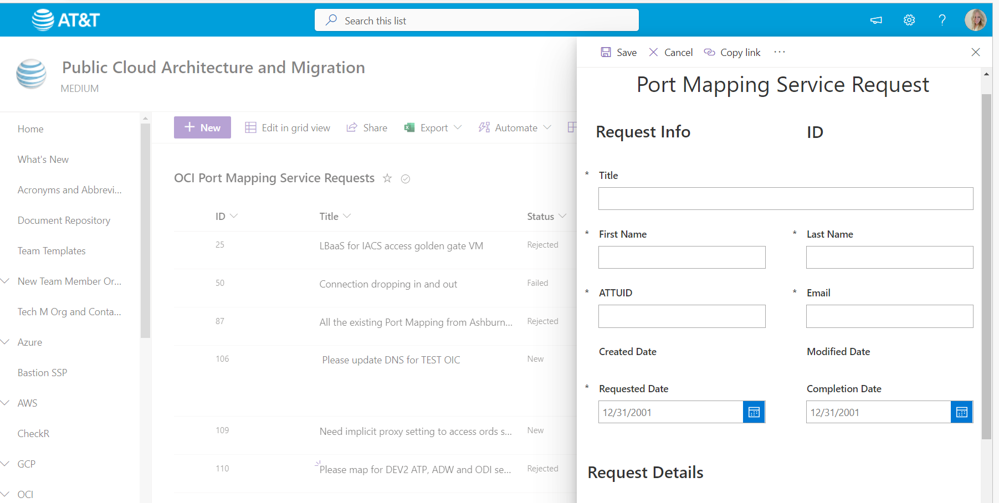 AT&T
Search this list
?
Public Cloud Architecture and Migration
MEDIUM
Home
What's New
Acronyms and Abbrevi...
Document Repository
Team Templates
New Team Member Or...
Tech M Org and Conta...
Azure
Bastion SSP
AWS
CheckR
GCP
OCI
+ New
Edit in grid view
Share
Export
Automate
OCI Port Mapping Service Requests
ID Title Status
25 LBaaS for IACS access golden gate VM Rejected
50 Connection dropping in and out Failed
87 All the existing Port Mapping from Ashburn... Rejected
106 Please update DNS for TEST OIC New
109 Need implicit proxy setting to access ords s... New
110 Please map for DEV2 ATP, ADW and ODI se... Rejected
Save Cancel Copy link ...
Port Mapping Service Request
Request Info ID
* Title
* First Name * Last Name
* ATTUID * Email
Created Date Modified Date
* Requested Date Completion Date
12/31/2001 12/31/2001
Request Details